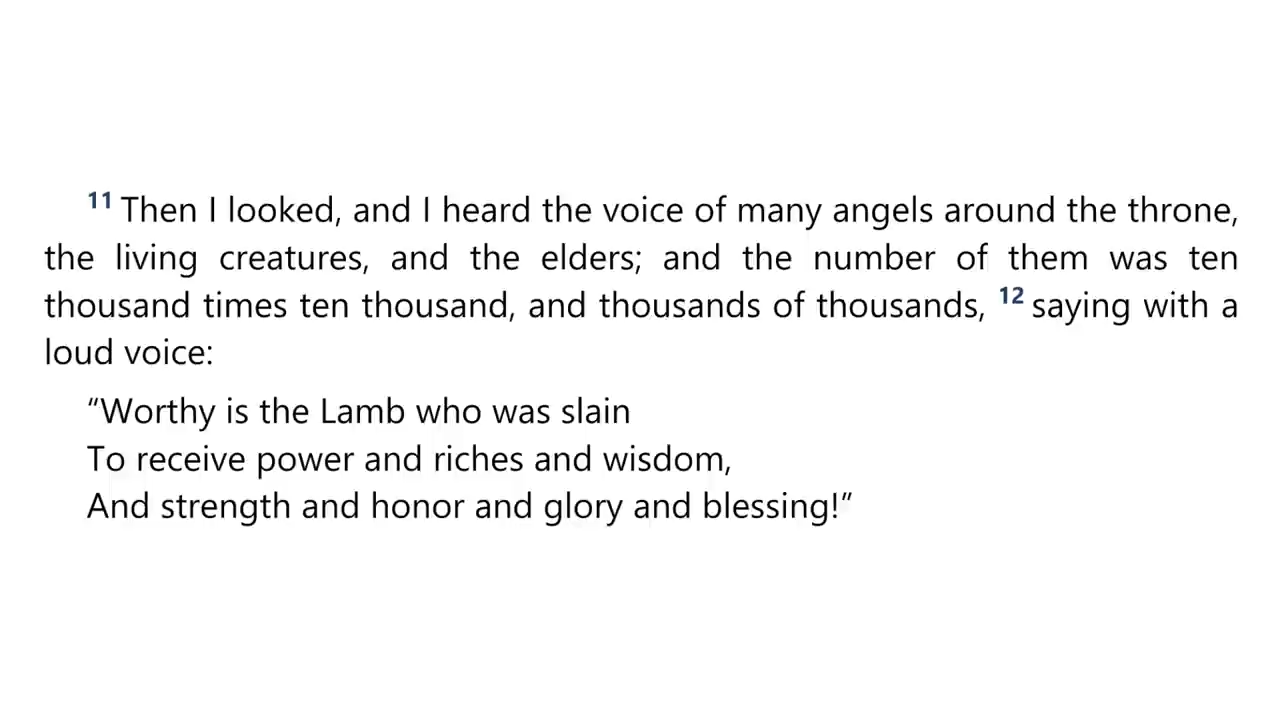 11 Then I looked, and I heard the voice of many angels around the throne,
the living creatures, and the elders; and the number of them was ten
thousand times ten thousand, and thousands of thousands, 12 saying with a
loud voice:
“Worthy is the Lamb who was slain
To receive power and riches and wisdom,
And strength and honor and glory and blessing!”